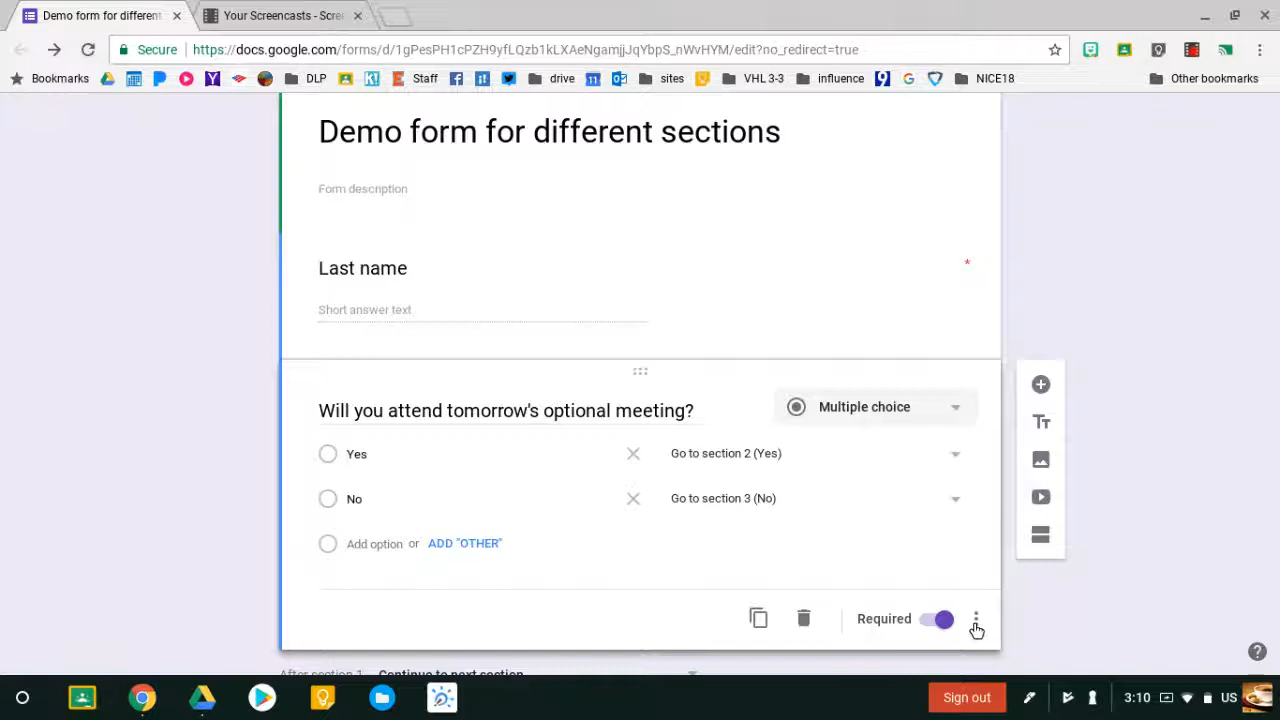 Demo form for different
Your Screencasts - Scree
Secure
https://docs.google.com/forms/d/1gPesPH1cPZH9yfLQzb1kLXAeNgamjjJqYbpS_nWvHYM/edit?no_redirect=true
Bookmarks
DLP
Staff
drive
sites
VHL 3-3
influence
NICE18
Other bookmarks
Demo form for different sections
Form description
Last name *
Short answer text
Will you attend tomorrow's optional meeting?
Multiple choice
Yes
Go to section 2 (Yes)
No
Go to section 3 (No)
Add option or ADD "OTHER"
Required
After section 1 Continue to next section
Sign out
3:10
US